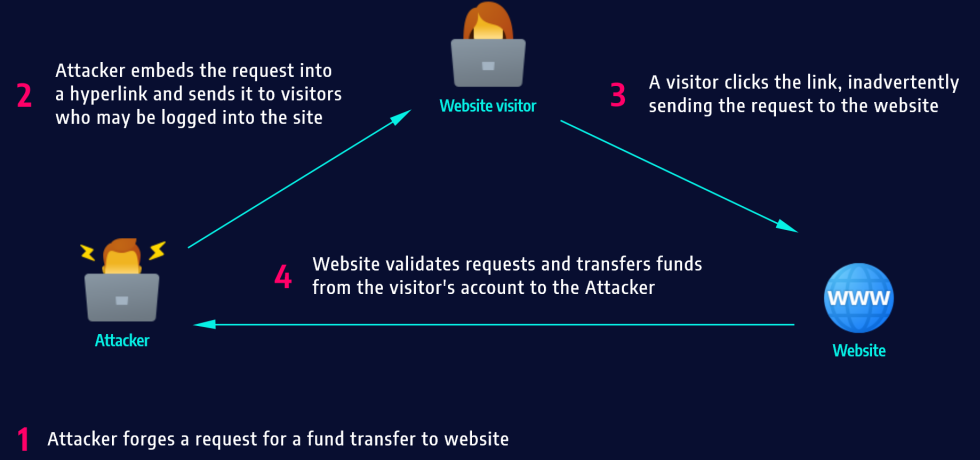 Website visitor
2
Attacker embeds the request into
a hyperlink and sends it to visitors
who may be logged into the site
3
A visitor clicks the link, inadvertently
sending the request to the website
4
Website validates requests and transfers funds
from the visitor's account to the Attacker
Attacker
WWW
Website
1
Attacker forges a request for a fund transfer to website